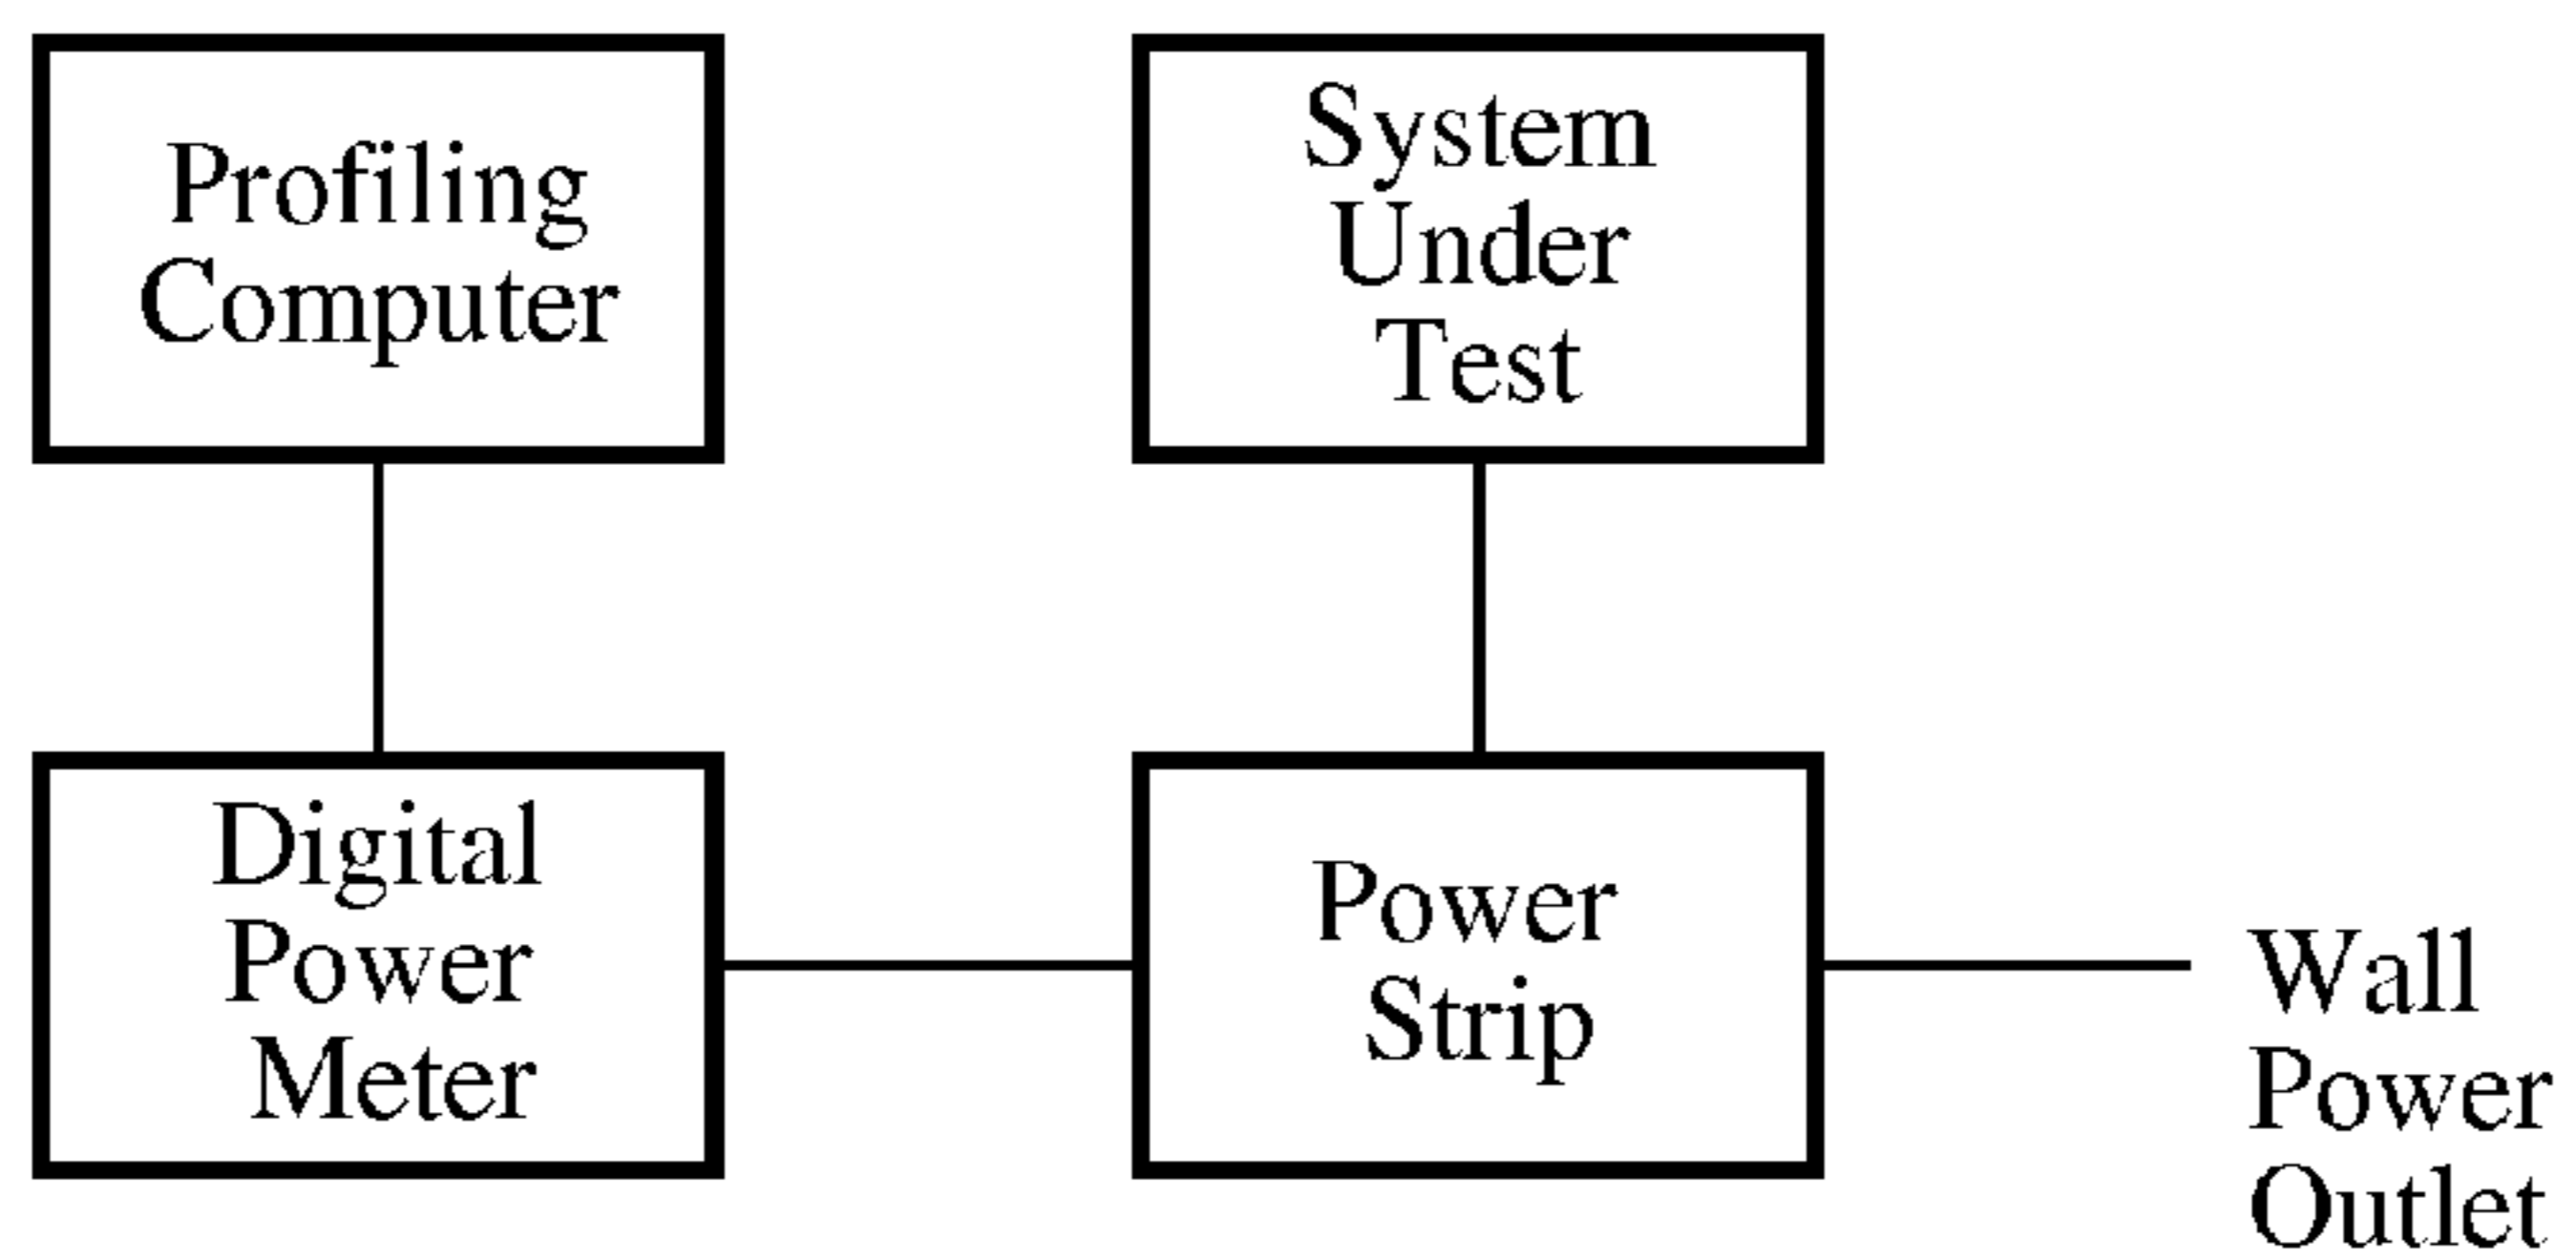 Profiling
Computer
System
Under
Test
Digital
Power
Meter
Power
Strip
Wall
Power
Outlet